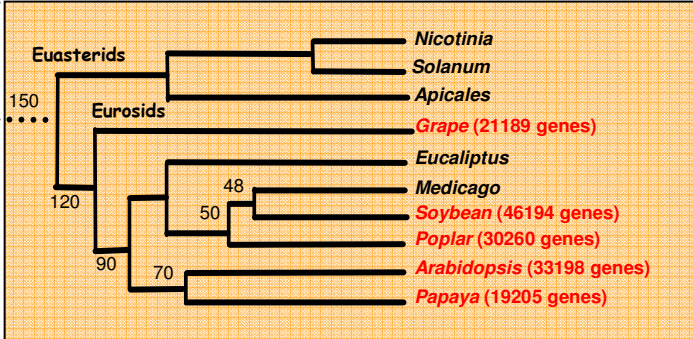 Nicotinia
Euasterids
Solanum
150
Apicales
Eurosids
Grape (21189 genes)
Eucaliptus
48
Medicago
120
50
Soybean (46194 genes)
Poplar (30260 genes)
90
70
Arabidopsis (33198 genes)
Papaya (19205 genes)